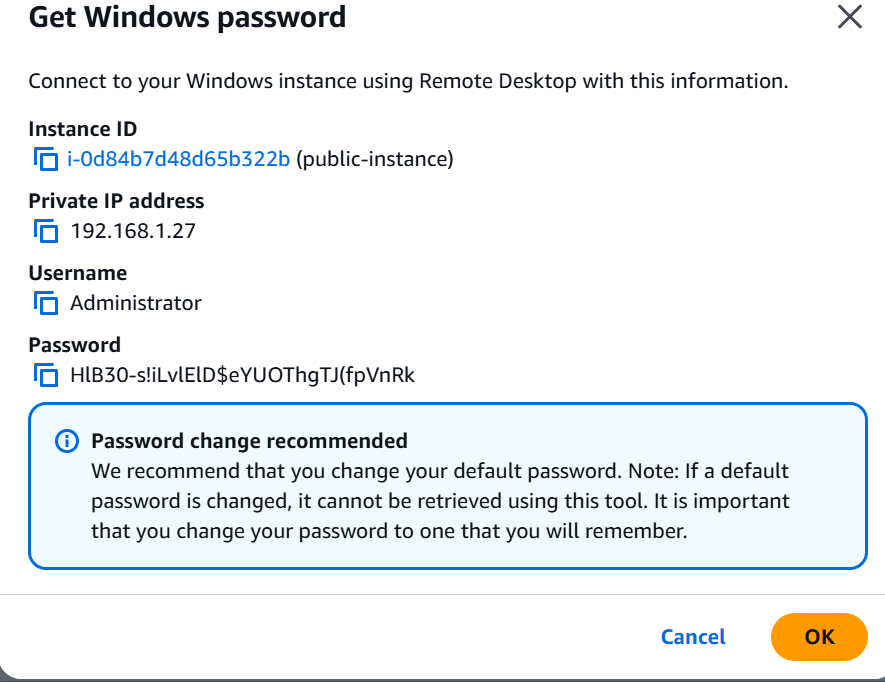 Get Windows password
Connect to your Windows instance using Remote Desktop with this information.
Instance ID
i-0d84b7d48d65b322b (public-instance)
Private IP address
192.168.1.27
Username
Administrator
Password
HlB30-s!iLvlElD$eYUOThgTJ(fpVnRk
Password change recommended
We recommend that you change your default password. Note: If a default
password is changed, it cannot be retrieved using this tool. It is important
that you change your password to one that you will remember.
Cancel
OK